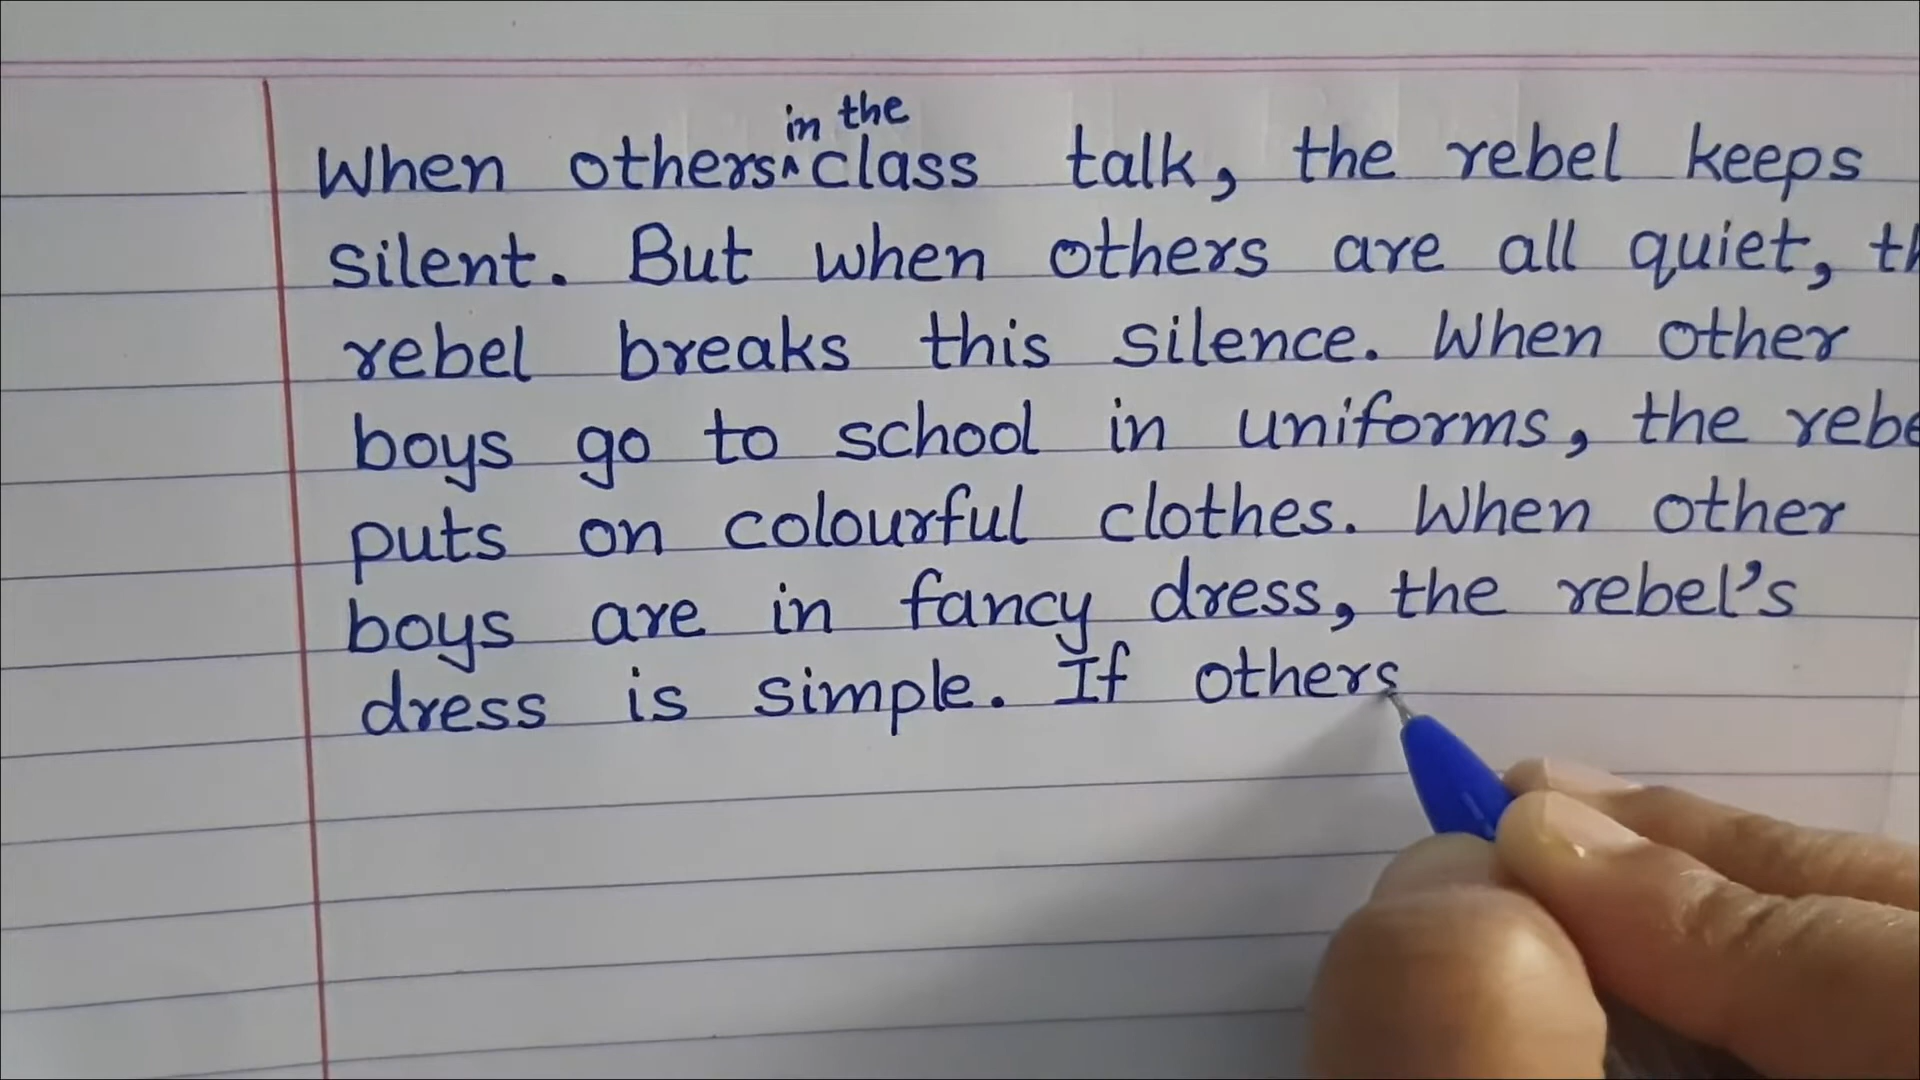 in the
When others^class talk, the rebel keeps
silent. But when others are all quiet, th
rebel breaks this silence. When other
boys go to school in uniforms, the rebe
puts on colourful clothes. When other
boys are in fancy dress, the rebel's
dress is simple. If others